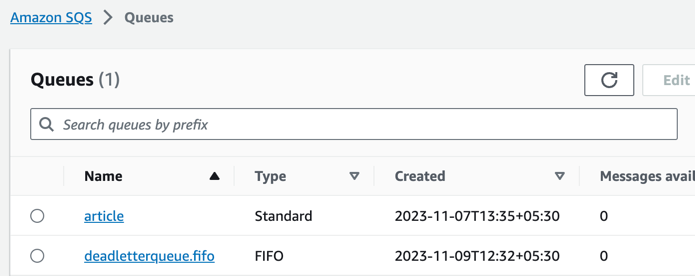 Amazon SQS > Queues
Queues (1)
Edit
Search queues by prefix
Name Type Created Messages avail
article Standard 2023-11-07T13:35+05:30 0
deadletterqueue.fifo FIFO 2023-11-09T12:32+05:30 0